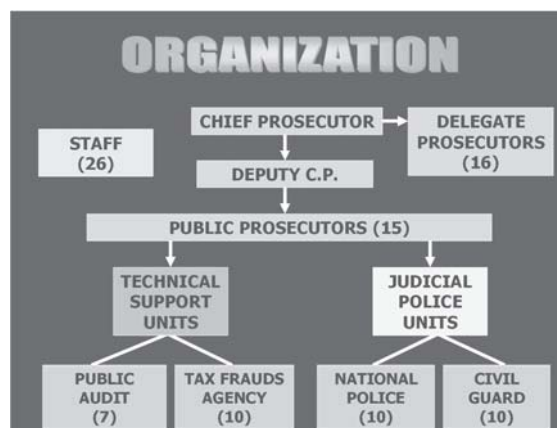 ORGANIZATION
CHIEF PROSECUTOR
DELEGATE
PROSECUTORS
(16)
STAFF
(26)
DEPUTY C.P.
PUBLIC PROSECUTORS (15)
TECHNICAL
SUPPORT
UNITS
JUDICIAL
POLICE
UNITS
PUBLIC
AUDIT
(7)
TAX FRAUDS
AGENCY
(10)
NATIONAL
POLICE
(10)
CIVIL
GUARD
(10)